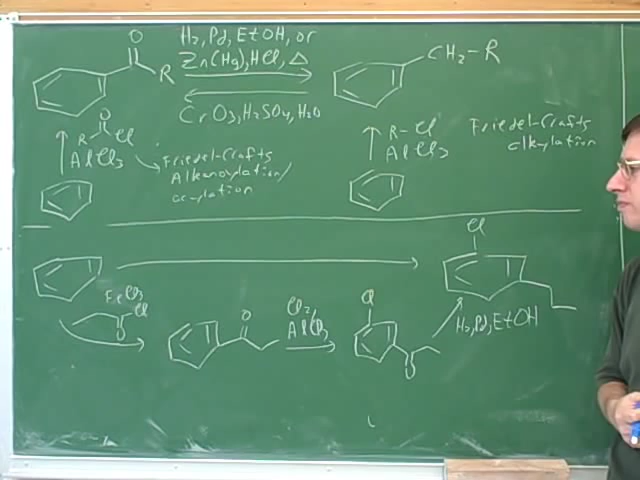 O
H₂, Pd, EtOH, or
Zn(Hg), HCl, △
R
CH₂-R
CrO₃, H₂SO₄, H₂O
O
R Cl
AlCl₃
Friedel-Crafts
Alkanoylation/
acylation
R-Cl
AlCl₃
Friedel-Crafts
alkylation
Cl
FeCl₃
Cl
O
O
Cl₂,
AlCl₃
Cl
O
H₂, Pd, EtOH